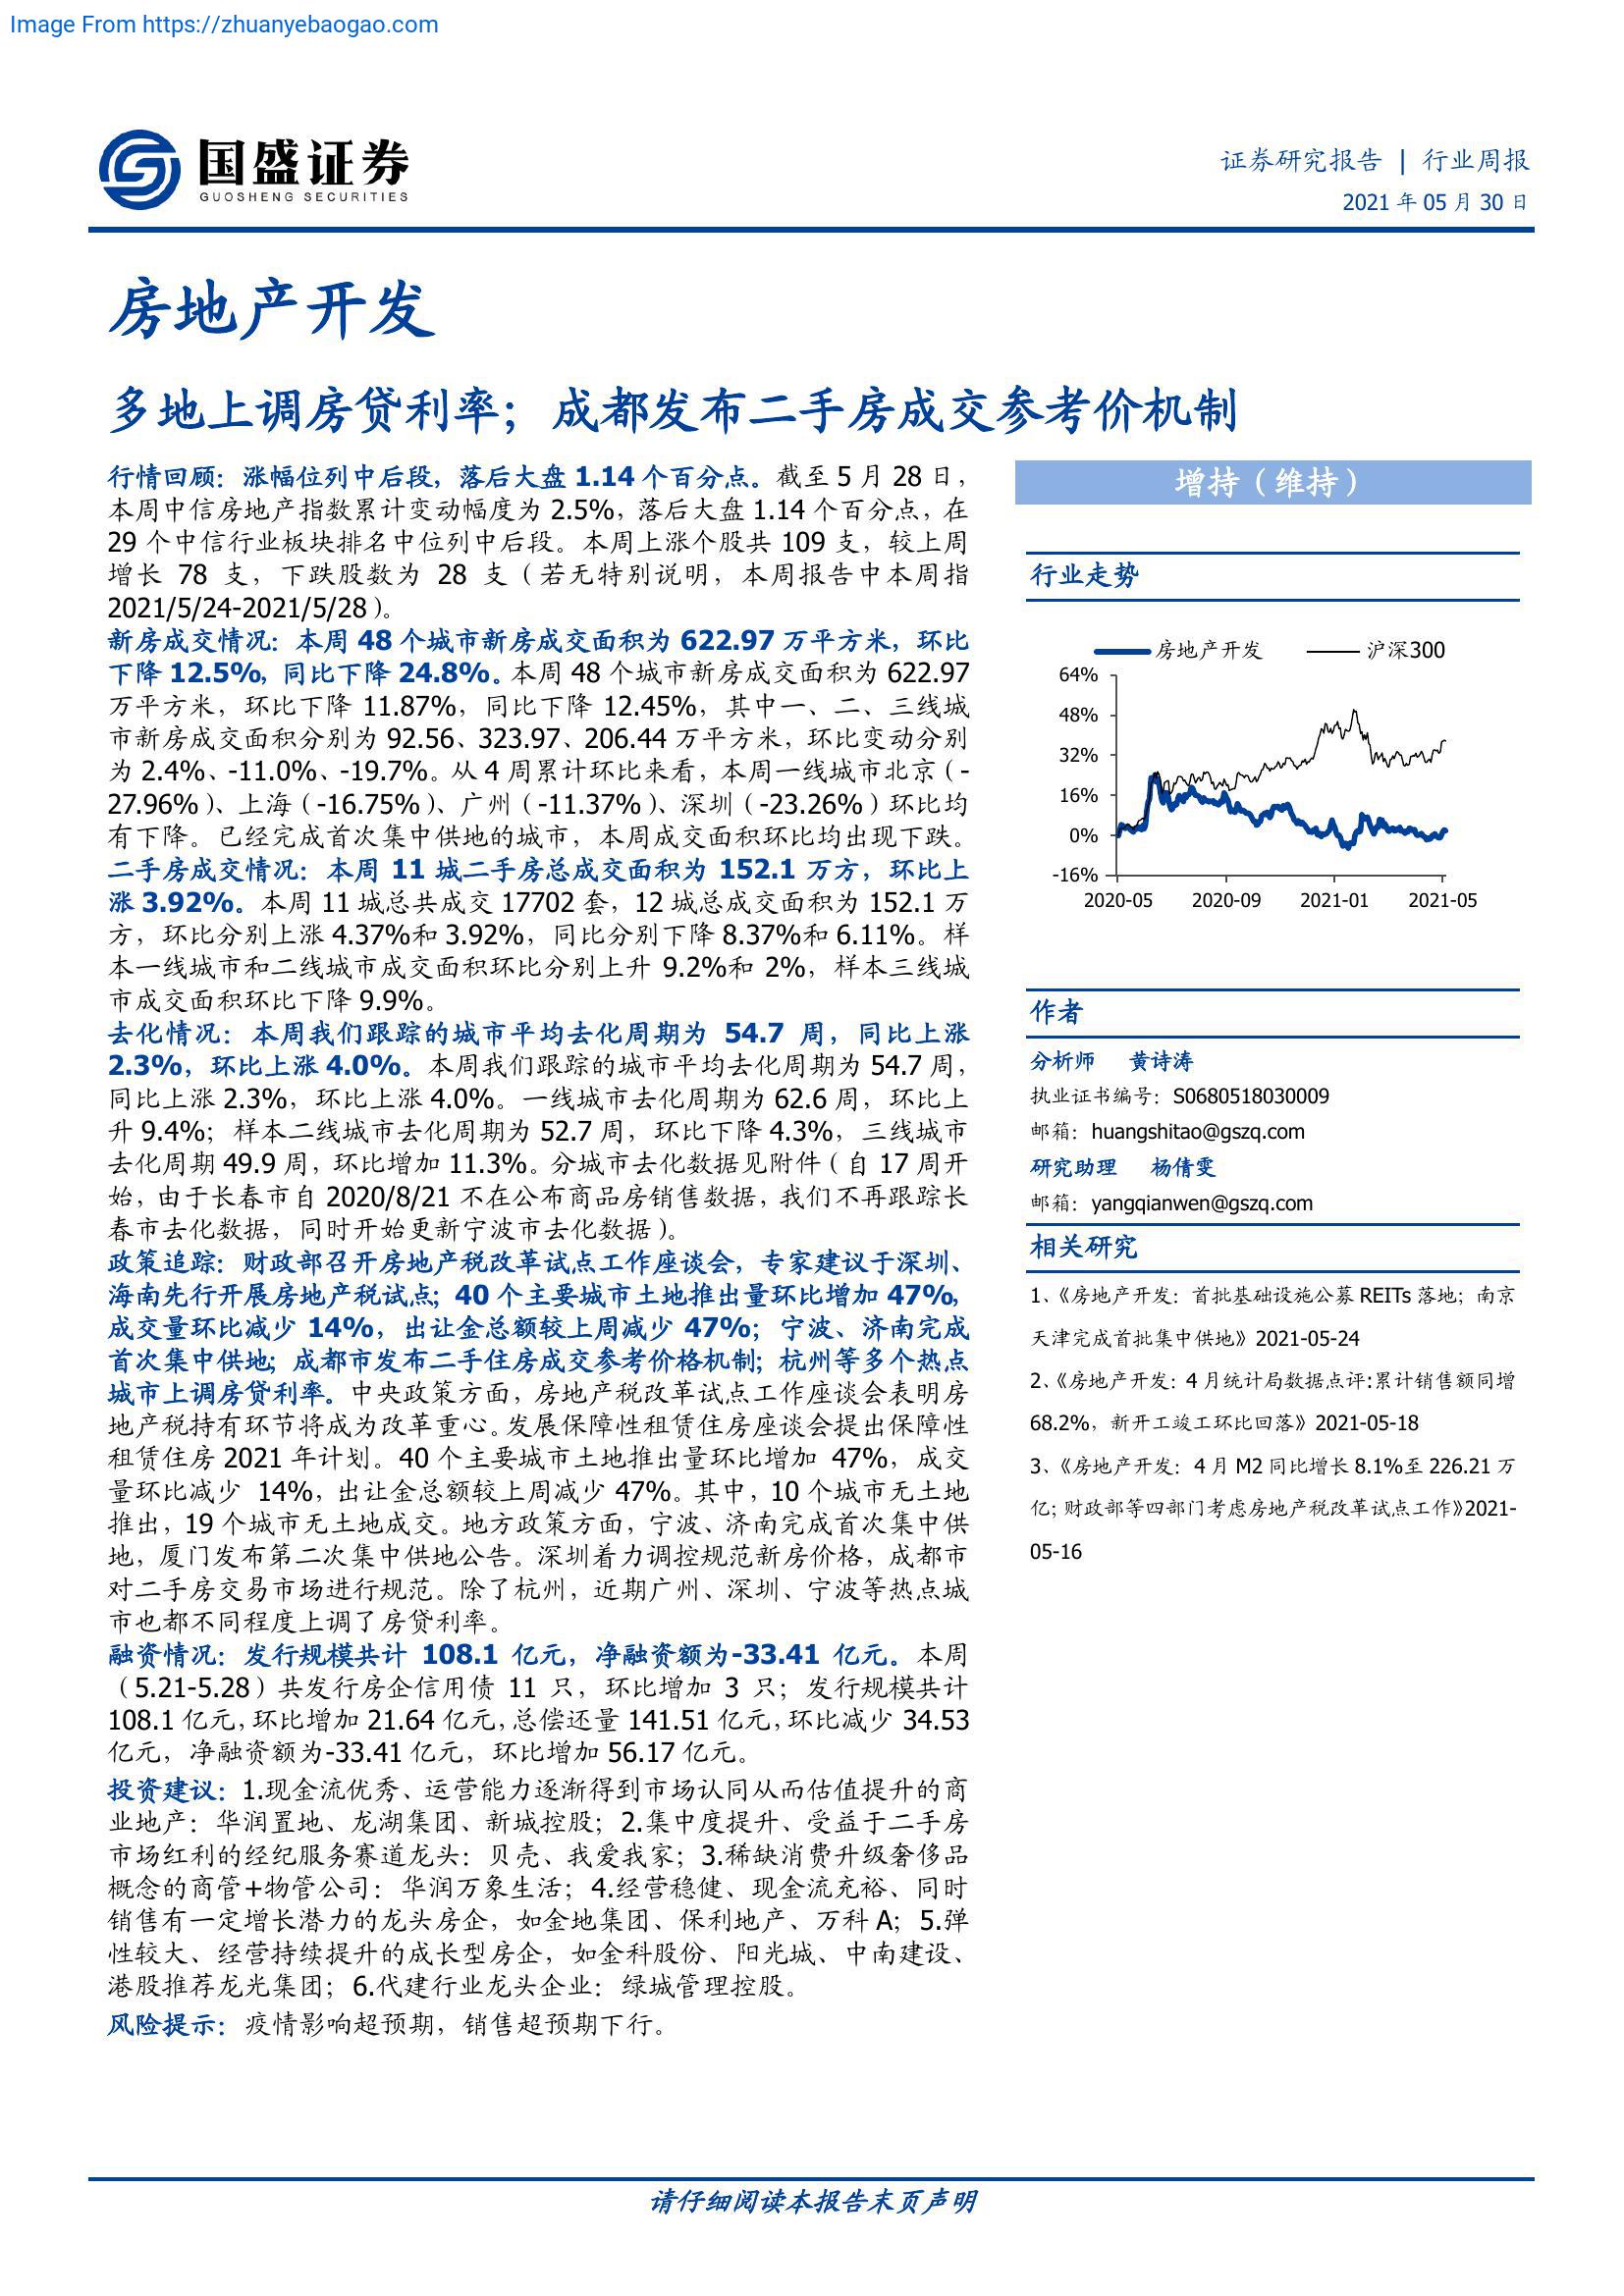 Image From https://zhuanyebaogao.com
国盛证券
GUOSHENG SECURITIES
证券研究报告 | 行业周报
2021 年 05 月 30 日
房地产开发
多地上调房贷利率；成都发布二手房成交参考价机制
行情回顾：涨幅位列中后段，落后大盘 1.14 个百分点。截至 5 月 28 日，
本周中信房地产指数累计变动幅度为 2.5%，落后大盘 1.14 个百分点，在
29 个中信行业板块排名中位列中后段。本周上涨个股共 109 支，较上周
增长 78 支，下跌股数为 28 支（若无特别说明，本周报告中本周指
2021/5/24-2021/5/28）。
新房成交情况：本周 48 个城市新房成交面积为 622.97 万平方米，环比
下降 12.5%，同比下降 24.8%。本周 48 个城市新房成交面积为 622.97
万平方米，环比下降 11.87%，同比下降 12.45%，其中一、二、三线城
市新房成交面积分别为 92.56、323.97、206.44 万平方米，环比变动分别
为 2.4%、-11.0%、-19.7%。从 4 周累计环比来看，本周一线城市北京（-
27.96%）、上海（-16.75%）、广州（-11.37%）、深圳（-23.26%）环比均
有下降。已经完成首次集中供地的城市，本周成交面积环比均出现下跌。
二手房成交情况：本周 11 城二手房总成交面积为 152.1 万方，环比上
涨 3.92%。本周 11 城总共成交 17702 套，12 城总成交面积为 152.1 万
方，环比分别上涨 4.37%和 3.92%，同比分别下降 8.37%和 6.11%。样
本一线城市和二线城市成交面积环比分别上升 9.2%和 2%，样本三线城
市成交面积环比下降 9.9%。
去化情况：本周我们跟踪的城市平均去化周期为 54.7 周，同比上涨
2.3%，环比上涨 4.0%。本周我们跟踪的城市平均去化周期为 54.7 周，
同比上涨 2.3%，环比上涨 4.0%。一线城市去化周期为 62.6 周，环比上
升 9.4%；样本二线城市去化周期为 52.7 周，环比下降 4.3%，三线城市
去化周期 49.9 周，环比增加 11.3%。分城市去化数据见附件（自 17 周开
始，由于长春市自 2020/8/21 不在公布商品房销售数据，我们不再跟踪长
春市去化数据，同时开始更新宁波市去化数据）。
政策追踪：财政部召开房地产税改革试点工作座谈会，专家建议于深圳、
海南先行开展房地产税试点；40 个主要城市土地推出量环比增加 47%，
成交量环比减少 14%，出让金总额较上周减少 47%；宁波、济南完成
首次集中供地；成都市发布二手住房成交参考价格机制；杭州等多个热点
城市上调房贷利率。中央政策方面，房地产税改革试点工作座谈会表明房
地产税持有环节将成为改革重心。发展保障性租赁住房座谈会提出保障性
租赁住房 2021 年计划。40 个主要城市土地推出量环比增加 47%，成交
量环比减少 14%，出让金总额较上周减少 47%。其中，10 个城市无土地
推出，19 个城市无土地成交。地方政策方面，宁波、济南完成首次集中供
地，厦门发布第二次集中供地公告。深圳着力调控规范新房价格，成都市
对二手房交易市场进行规范。除了杭州，近期广州、深圳、宁波等热点城
市也都不同程度上调了房贷利率。
融资情况：发行规模共计 108.1 亿元，净融资额为-33.41 亿元。本周
（5.21-5.28）共发行房企信用债 11 只，环比增加 3 只；发行规模共计
108.1 亿元，环比增加 21.64 亿元，总偿还量 141.51 亿元，环比减少 34.53
亿元，净融资额为-33.41 亿元，环比增加 56.17 亿元。
投资建议：1.现金流优秀、运营能力逐渐得到市场认同从而估值提升的商
业地产：华润置地、龙湖集团、新城控股；2.集中度提升、受益于二手房
市场红利的经纪服务赛道龙头：贝壳、我爱我家；3.稀缺消费升级奢侈品
概念的商管+物管公司：华润万象生活；4.经营稳健、现金流充裕、同时
销售有一定增长潜力的龙头房企，如金地集团、保利地产、万科 A；5.弹
性较大、经营持续提升的成长型房企，如金科股份、阳光城、中南建设、
港股推荐龙光集团；6.代建行业龙头企业：绿城管理控股。
风险提示：疫情影响超预期，销售超预期下行。
增持（维持）
行业走势
房地产开发 沪深300
64%
48%
32%
16%
0%
-16%
2020-05 2020-09 2021-01 2021-05
作者
分析师 黄诗涛
执业证书编号：S0680518030009
邮箱：huangshitao@gszq.com
研究助理 杨倩雯
邮箱：yangqianwen@gszq.com
相关研究
1、《房地产开发：首批基础设施公募 REITs 落地；南京
天津完成首批集中供地》2021-05-24
2、《房地产开发：4 月统计局数据点评:累计销售额同增
68.2%，新开工竣工环比回落》2021-05-18
3、《房地产开发：4 月 M2 同比增长 8.1%至 226.21 万
亿；财政部等四部门考虑房地产税改革试点工作》2021-
05-16
请仔细阅读本报告末页声明